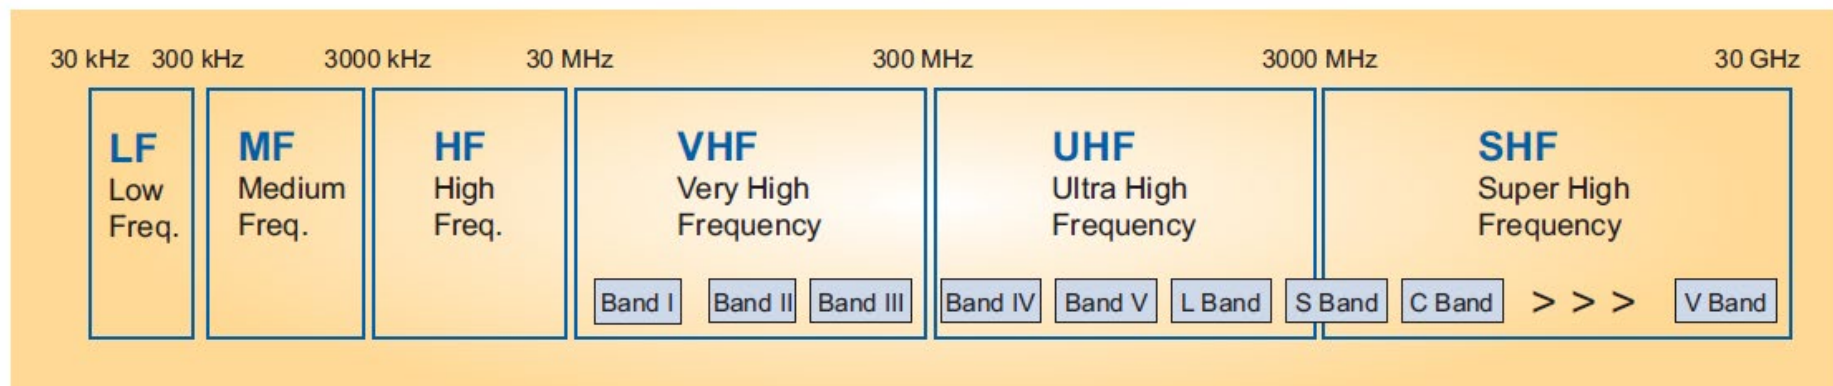 30 kHz 300 kHz 3000 kHz 30 MHz 300 MHz 3000 MHz 30 GHz
LF
Low
Freq.
MF
Medium
Freq.
HF
High
Freq.
VHF
Very High
Frequency
UHF
Ultra High
Frequency
SHF
Super High
Frequency
Band I Band II Band III Band IV Band V L Band S Band C Band > > > V Band